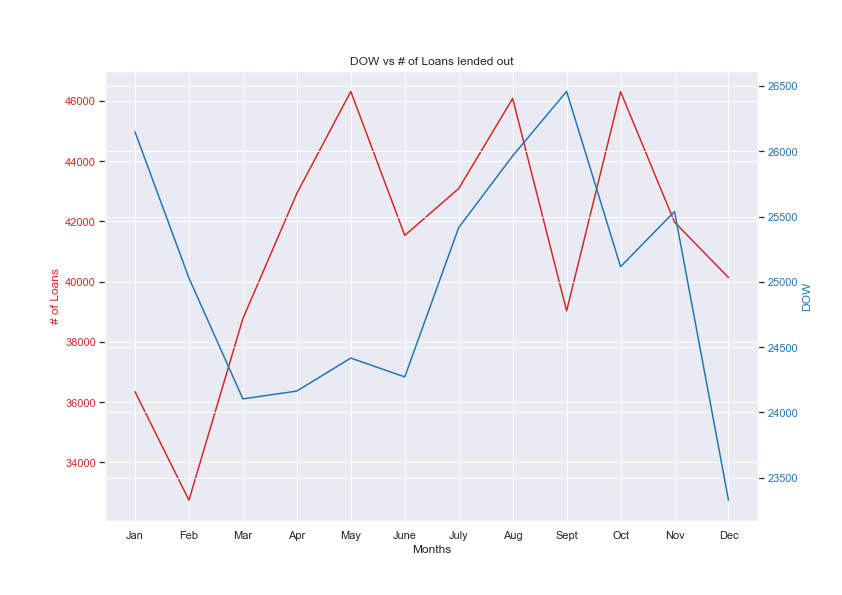 DOW vs # of Loans lended out
# of Loans
46000
44000
42000
40000
38000
36000
34000
26500
26000
25500
25000
24500
24000
23500
DOW
Jan Feb Mar Apr May June July Aug Sept Oct Nov Dec
Months